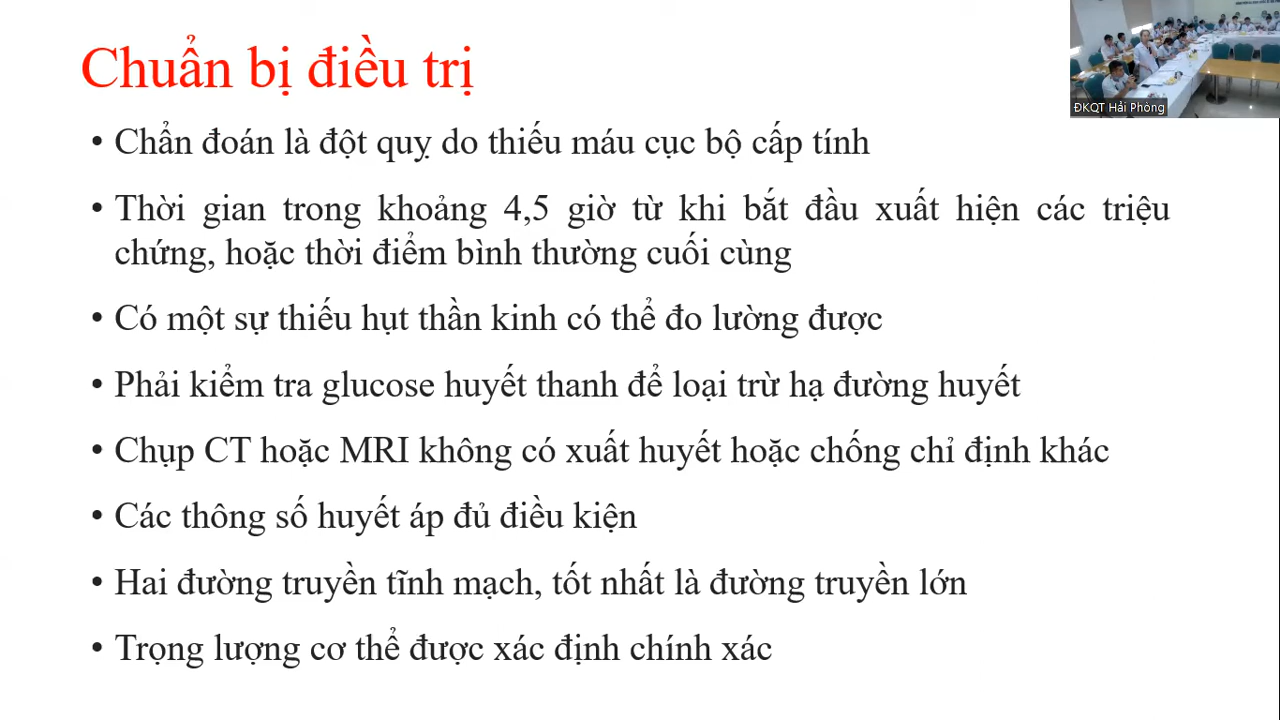 Chuẩn bị điều trị
ĐKQT Hải Phòng
• Chẩn đoán là đột quỵ do thiếu máu cục bộ cấp tính
• Thời gian trong khoảng 4,5 giờ từ khi bắt đầu xuất hiện các triệu
chứng, hoặc thời điểm bình thường cuối cùng
• Có một sự thiếu hụt thần kinh có thể đo lường được
• Phải kiểm tra glucose huyết thanh để loại trừ hạ đường huyết
• Chụp CT hoặc MRI không có xuất huyết hoặc chống chỉ định khác
• Các thông số huyết áp đủ điều kiện
• Hai đường truyền tĩnh mạch, tốt nhất là đường truyền lớn
• Trọng lượng cơ thể được xác định chính xác